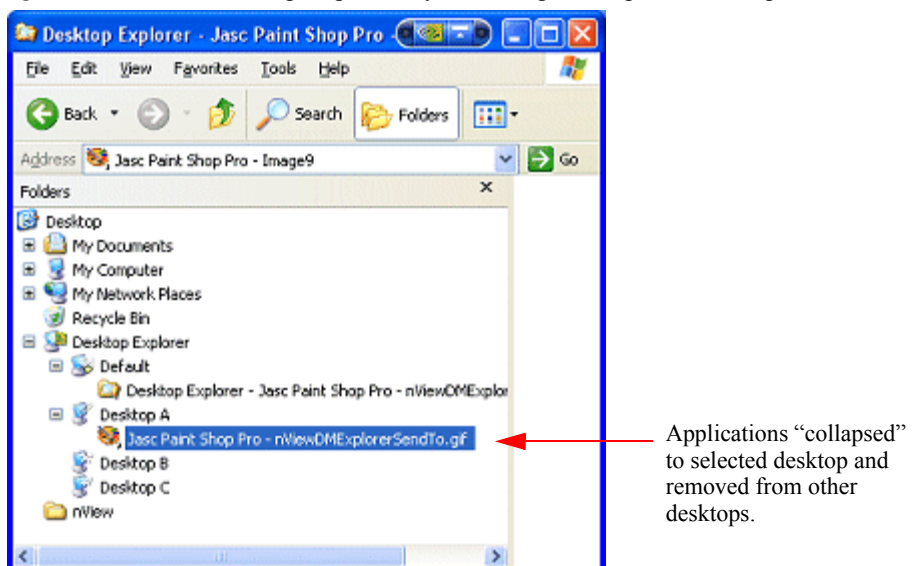 Desktop Explorer - Jasc Paint Shop Pro -
File Edit View Favorites Tools Help
Back Search Folders
Address Jasc Paint Shop Pro - Image9 Go
Folders x
Desktop
My Documents
My Computer
My Network Places
Recycle Bin
Desktop Explorer
Default
Desktop Explorer - Jasc Paint Shop Pro - nViewDMExplor
Desktop A
Jasc Paint Shop Pro - nViewDMExplorerSendTo.gif
Desktop B
Desktop C
nView
Applications “collapsed”
to selected desktop and
removed from other
desktops.